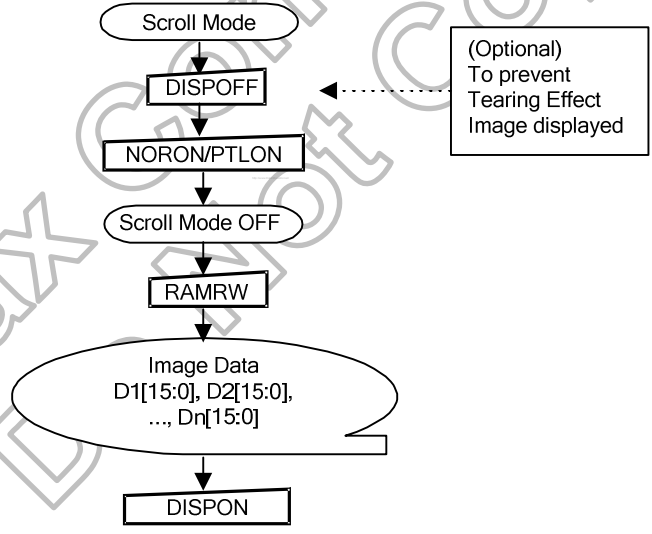 Scroll Mode
(Optional)
To prevent
Tearing Effect
Image displayed
DISPOFF
NORON/PTLON
Scroll Mode OFF
RAMRW
Image Data
D1[15:0], D2[15:0],
..., Dn[15:0]
DISPON